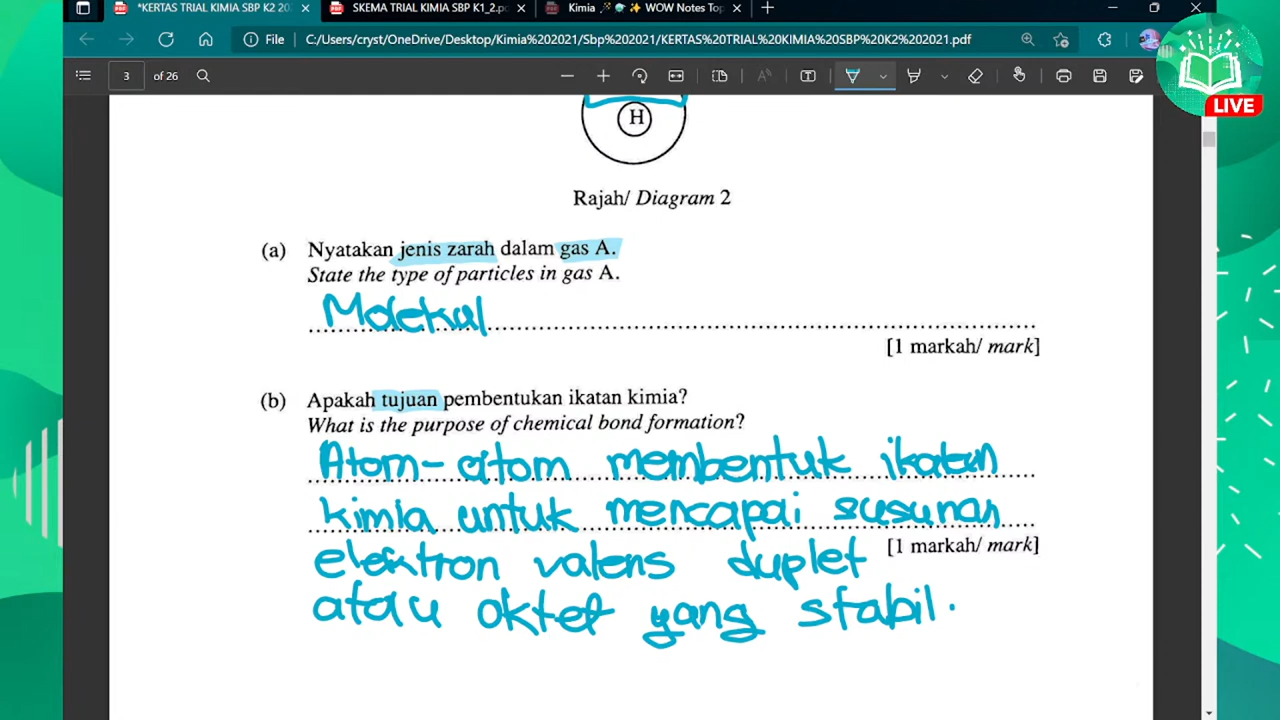 *KERTAS TRIAL KIMIA SBP K2 202
SKEMA TRIAL KIMIA SBP K1_2.pd
Kimia WOW Notes Top
File C:/Users/cryst/OneDrive/Desktop/Kimia%202021/Sbp%202021/KERTAS%20TRIAL%20KIMIA%20SBP%20K2%202021.pdf
3 of 26
LIVE
H
Rajah/ Diagram 2
(a) Nyatakan jenis zarah dalam gas A.
State the type of particles in gas A.
Molekul
[1 markah/ mark]
(b) Apakah tujuan pembentukan ikatan kimia?
What is the purpose of chemical bond formation?
Atom-atom membentuk ikatan
kimia untuk mencapai susunan
[1 markah/ mark]
elektron valens duplet
atau oktet yang stabil.